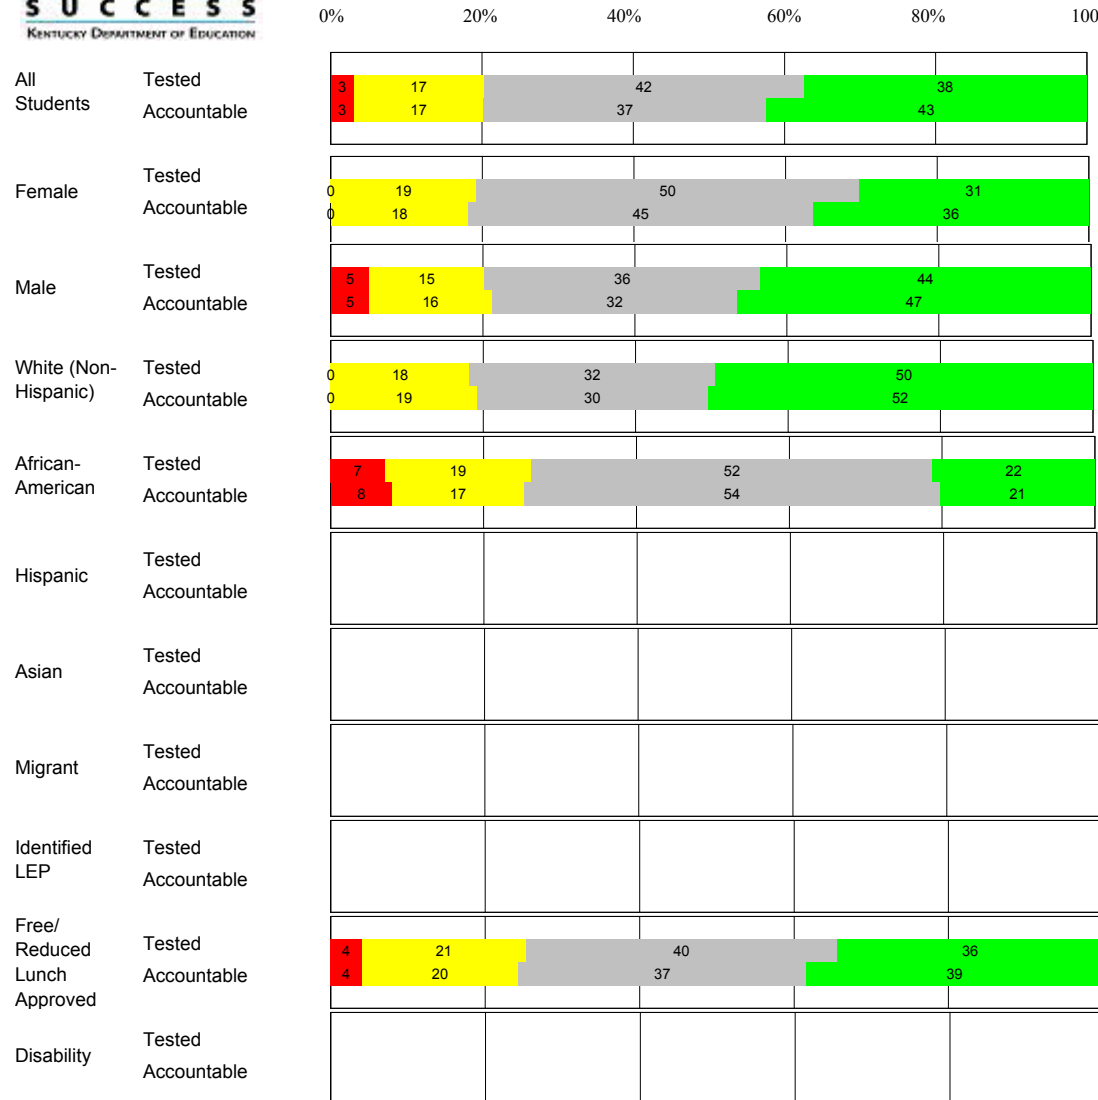 S U C C E S S
KENTUCKY DEPARTMENT OF EDUCATION
0% 20% 40% 60% 80% 100
All Students
Tested 3 17 42 38
Accountable 3 17 37 43
Female
Tested 0 19 50 31
Accountable 0 18 45 36
Male
Tested 5 15 36 44
Accountable 5 16 32 47
White (Non-
Hispanic)
Tested 0 18 32 50
Accountable 0 19 30 52
African-
American
Tested 7 19 52 22
Accountable 8 17 54 21
Hispanic
Tested
Accountable
Asian
Tested
Accountable
Migrant
Tested
Accountable
Identified
LEP
Tested
Accountable
Free/
Reduced
Lunch
Approved
Tested 4 21 40 36
Accountable 4 20 37 39
Disability
Tested
Accountable